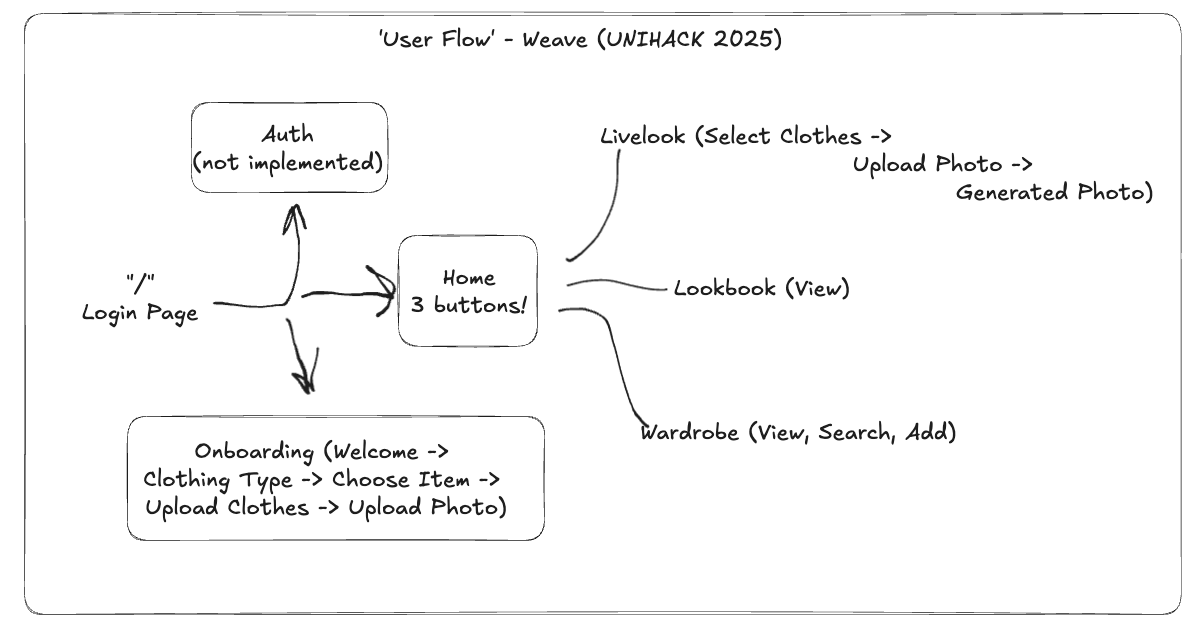 'User Flow' - Weave (UNIHACK 2025)
Auth
(not implemented)
Livelook (Select Clothes ->
Upload Photo ->
Generated Photo)
"/"
Login Page
Home
3 buttons!
Lookbook (View)
Wardrobe (View, Search, Add)
Onboarding (Welcome ->
Clothing Type -> Choose Item ->
Upload Clothes -> Upload Photo)